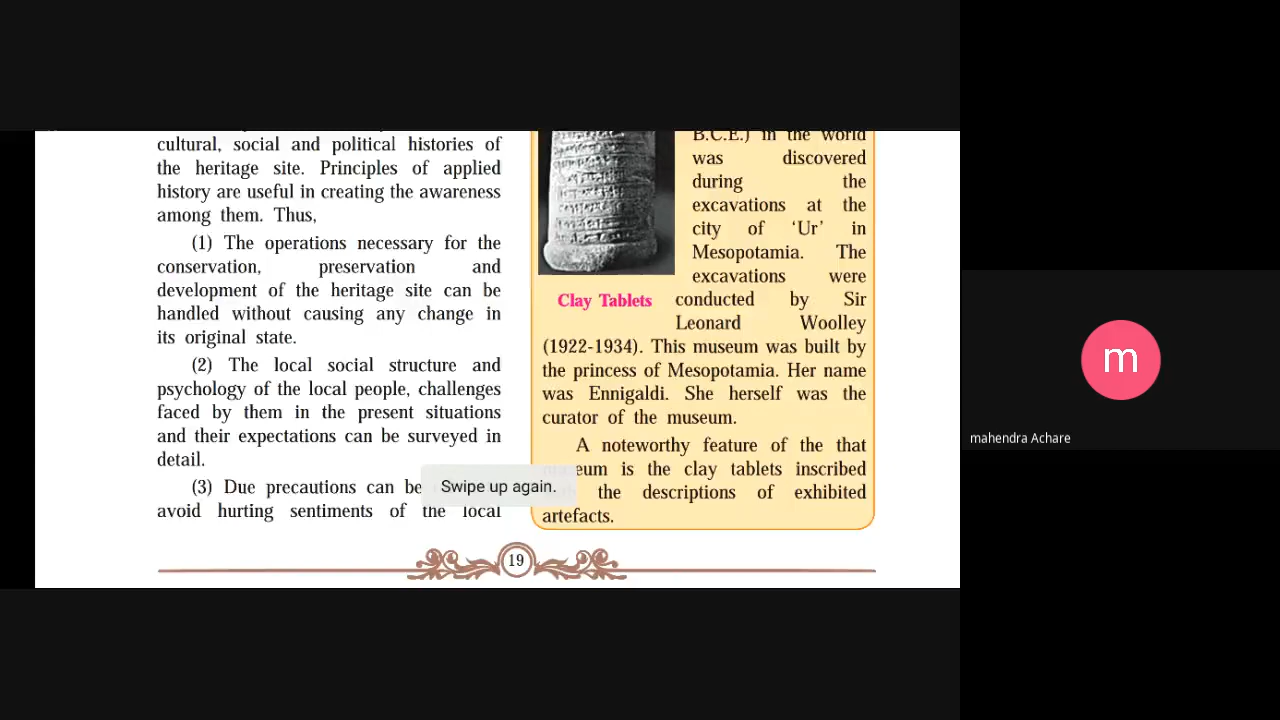 cultural, social and political histories of
the heritage site. Principles of applied
history are useful in creating the awareness
among them. Thus,
(1) The operations necessary for the
conservation, preservation and
development of the heritage site can be
handled without causing any change in
its original state.
(2) The local social structure and
psychology of the local people, challenges
faced by them in the present situations
and their expectations can be surveyed in
detail.
(3) Due precautions can be
avoid hurting sentiments of the local
B.C.E.) in the world
was discovered
during the
excavations at the
city of ‘Ur’ in
Mesopotamia. The
excavations were
Clay Tablets
conducted by Sir
Leonard Woolley
(1922-1934). This museum was built by
the princess of Mesopotamia. Her name
was Ennigaldi. She herself was the
curator of the museum.
A noteworthy feature of the that
is the clay tablets inscribed
the descriptions of exhibited
artefacts.
Swipe up again.
19
m
mahendra Achare